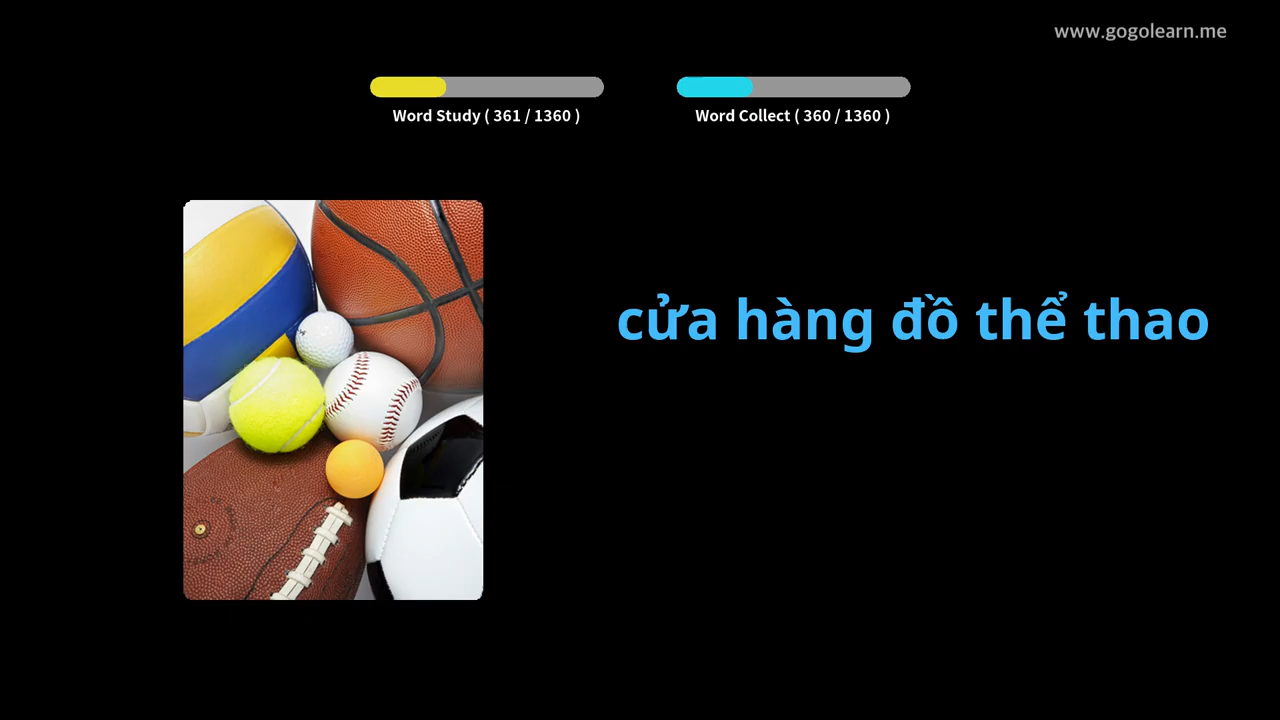 www.gogolearn.me
Word Study ( 361 / 1360 )
Word Collect ( 360 / 1360 )
cửa hàng đồ thể thao